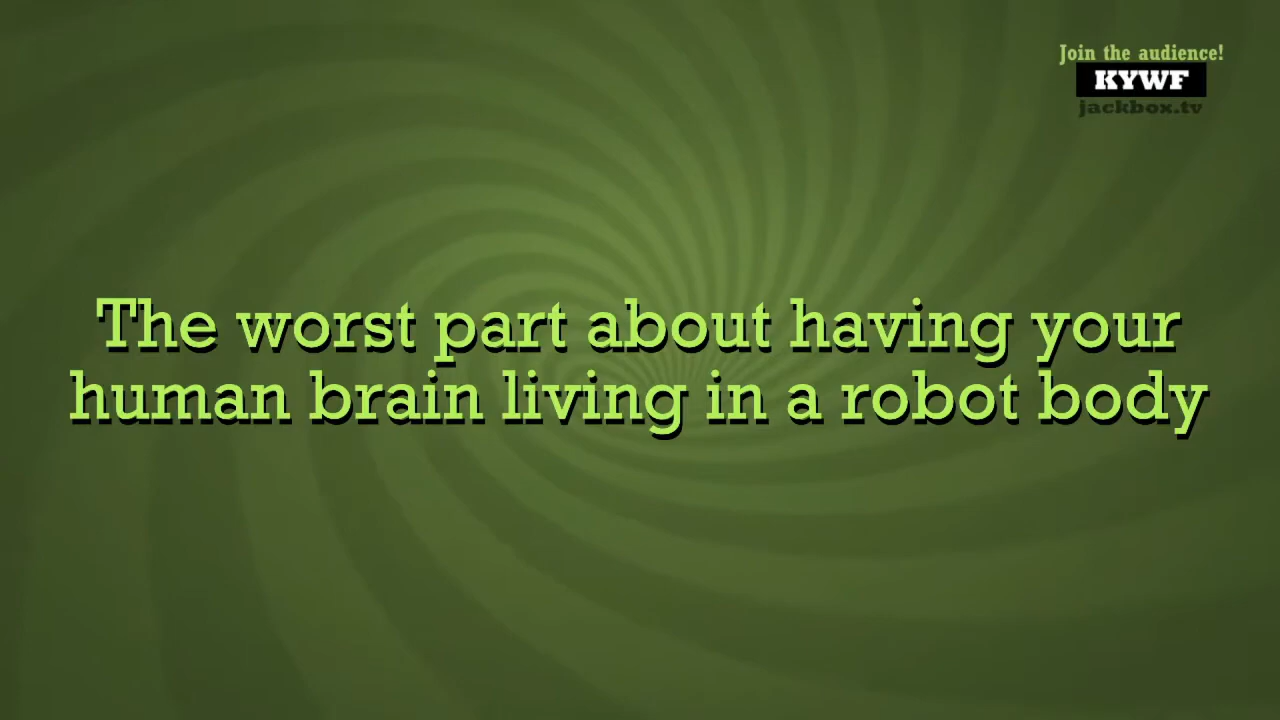 Join the audience!
KYWF
jackbox.tv
The worst part about having your
human brain living in a robot body